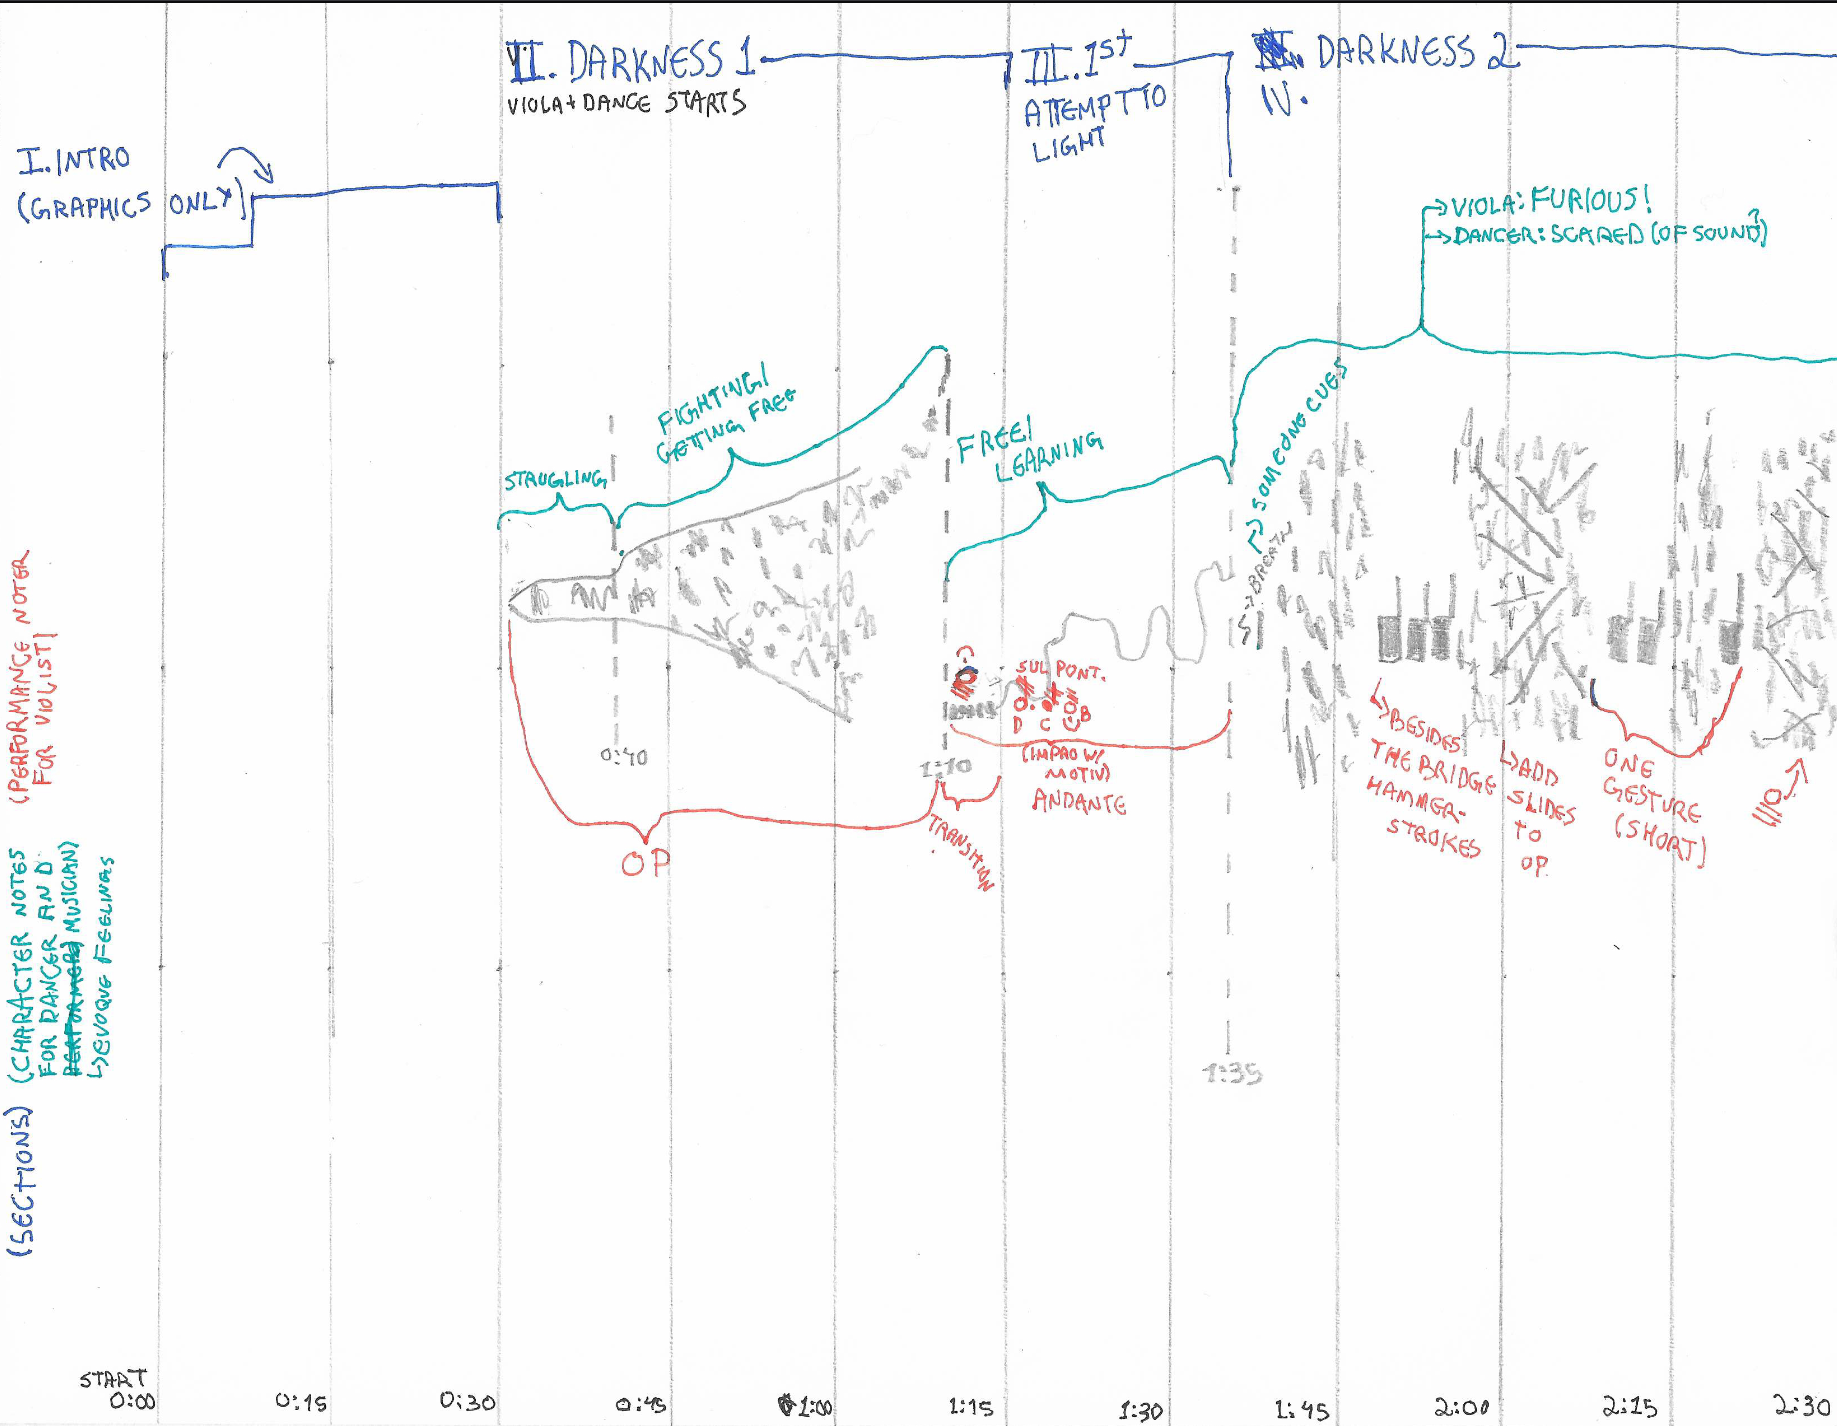 II. DARKNESS 1
VIOLA + DANCE STARTS
III. 1st
ATTEMPT TO
LIGHT
DARKNESS 2
IV.
I. INTRO
(GRAPHICS ONLY)
→ VIOLA: FURIOUS!
→ DANCER: SCARED (OF SOUND?)
STRUGLING
FIGHTING/
GETTING FREE
FREE/
LEARNING
→ BREATH
→ SOMEONE CUES
0:40
1:10
SUL PONT.
D C B
(IMPRO W/
MOTIV)
ANDANTE
OP
TRANSITION
→ BESIDES
THE BRIDGE
HAMMER-
STROKES
→ ADD
SLIDES
TO
OP.
ONE
GESTURE
(SHORT)
1:35
(PERFORMANCE NOTER
FOR VIOLIST)
(CHARACTER NOTES
FOR DANCER AND
PERFORMER) MUSICIAN)
↳ EVOQUE FEELINGS
(SECTIONS)
START
0:00 0:15 0:30 0:45 1:00 1:15 1:30 1:45 2:00 2:15 2:30